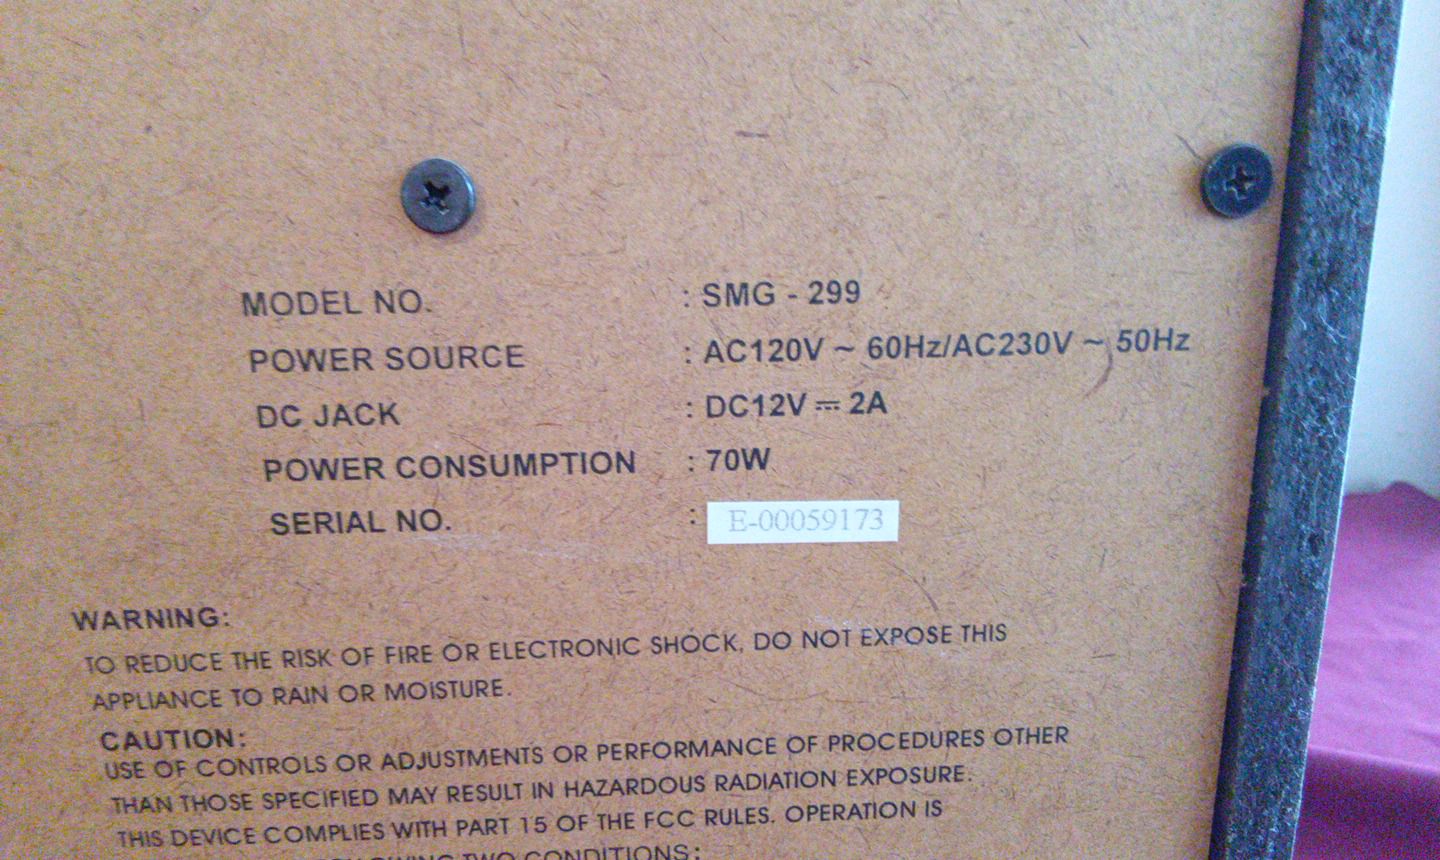 MODEL NO. : SMG - 299
POWER SOURCE : AC120V ~ 60Hz/AC230V ~ 50Hz
DC JACK : DC12V ⎓ 2A
POWER CONSUMPTION : 70W
SERIAL NO. : E-00059173
WARNING:
TO REDUCE THE RISK OF FIRE OR ELECTRONIC SHOCK, DO NOT EXPOSE THIS
APPLIANCE TO RAIN OR MOISTURE.
CAUTION:
USE OF CONTROLS OR ADJUSTMENTS OR PERFORMANCE OF PROCEDURES OTHER
THAN THOSE SPECIFIED MAY RESULT IN HAZARDOUS RADIATION EXPOSURE.
THIS DEVICE COMPLIES WITH PART 15 OF THE FCC RULES. OPERATION IS
TWO CONDITIONS: